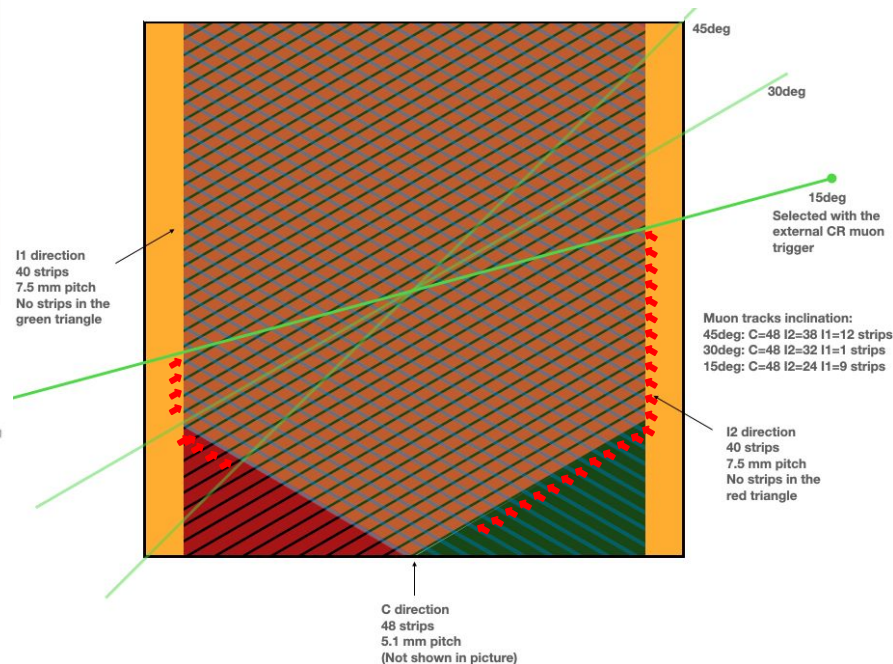 45deg
30deg
15deg
Selected with the
external CR muon
trigger
I1 direction
40 strips
7.5 mm pitch
No strips in the
green triangle
Muon tracks inclination:
45deg: C=48 I2=38 I1=12 strips
30deg: C=48 I2=32 I1=1 strips
15deg: C=48 I2=24 I1=9 strips
I2 direction
40 strips
7.5 mm pitch
No strips in the
red triangle
C direction
48 strips
5.1 mm pitch
(Not shown in picture)